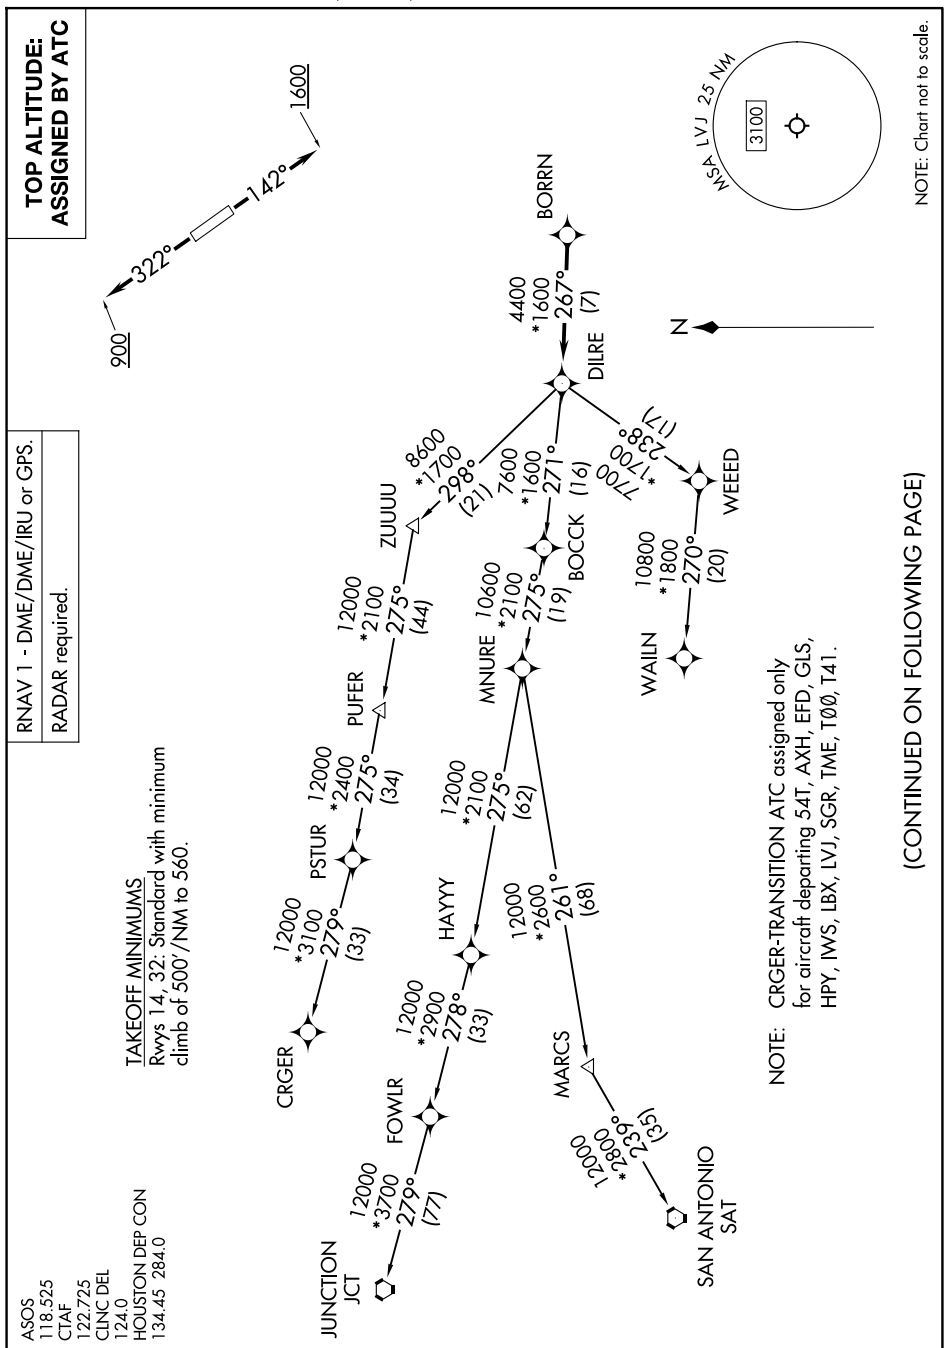 ASOS
118.525
CTAF
122.725
CLNC DEL
124.0
HOUSTON DEP CON
134.45 284.0
RNAV 1 - DME/DME/IRU or GPS.
RADAR required.
TOP ALTITUDE:
ASSIGNED BY ATC
TAKEOFF MINIMUMS
Rwys 14, 32: Standard with minimum
climb of 500'/NM to 560.
900
322°
142°
1600
CRGER
12000
*3100
279°
(33)
PSTUR
12000
*2400
275°
(34)
PUFER
12000
*2100
275°
(44)
ZUUUU
8600
*1700
298°
(21)
JUNCTION
JCT
12000
*3700
279°
(77)
FOWLR
12000
*2900
278°
(33)
HAYYY
12000
*2100
275°
(62)
MNURE
10600
*2100
275°
(19)
BOCCK
7600
*1600
271°
(16)
DILRE
4400
*1600
267°
(7)
BORRN
SAN ANTONIO
SAT
12000
*2800
239°
(35)
MARCS
12000
*2600
261°
(68)
WAILN
10800
*1800
270°
(20)
WEEED
7700
*1700
238°
(17)
N
MSA LVJ 25 NM
3100
NOTE: CRGER-TRANSITION ATC assigned only
for aircraft departing 54T, AXH, EFD, GLS,
HPY, IWS, LBX, LVJ, SGR, TME, TØØ, T41.
NOTE: Chart not to scale.
(CONTINUED ON FOLLOWING PAGE)